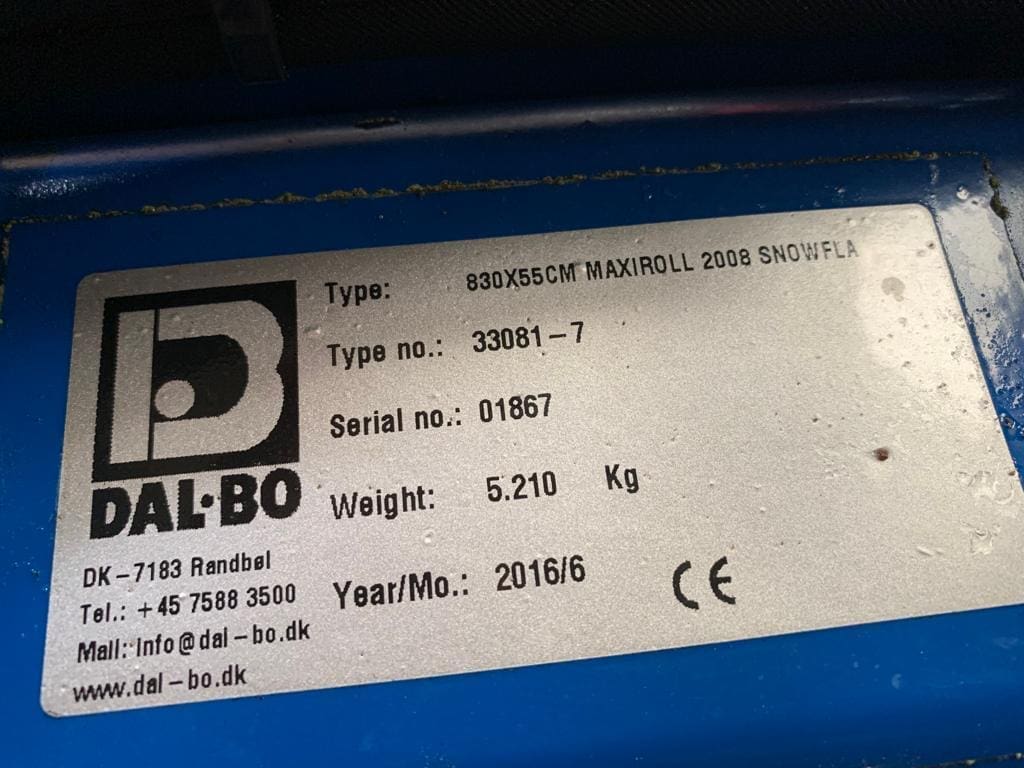 Type: 830X55CM MAXIROLL 2008 SNOWFLA
Type no.: 33081-7
Serial no.: 01867
Weight: 5.210 Kg
Year/Mo.: 2016/6
CE
DAL·BO
DK-7183 Randbøl
Tel.: +45 7588 3500
Mail: info@dal-bo.dk
www.dal-bo.dk